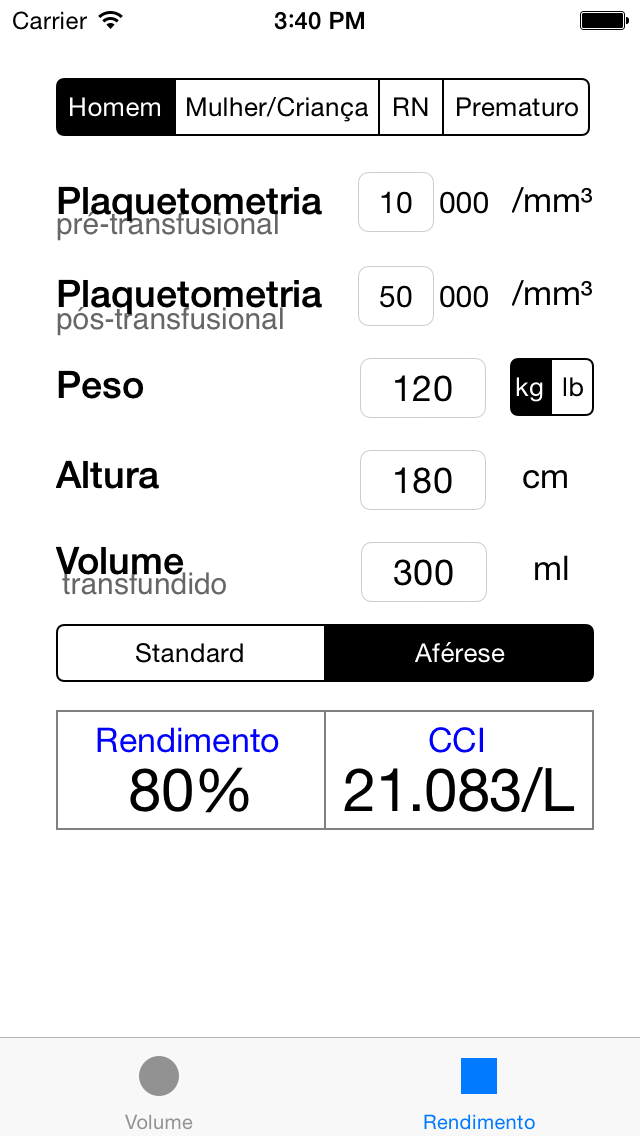 Carrier 3:40 PM
Homem Mulher/Criança RN Prematuro
Plaquetometria 10 000 /mm³
pré-transfusional
Plaquetometria 50 000 /mm³
pós-transfusional
Peso 120 kg lb
Altura 180 cm
Volume 300 ml
transfundido
Standard Aférese
Rendimento CCI
80% 21.083/L
Volume Rendimento